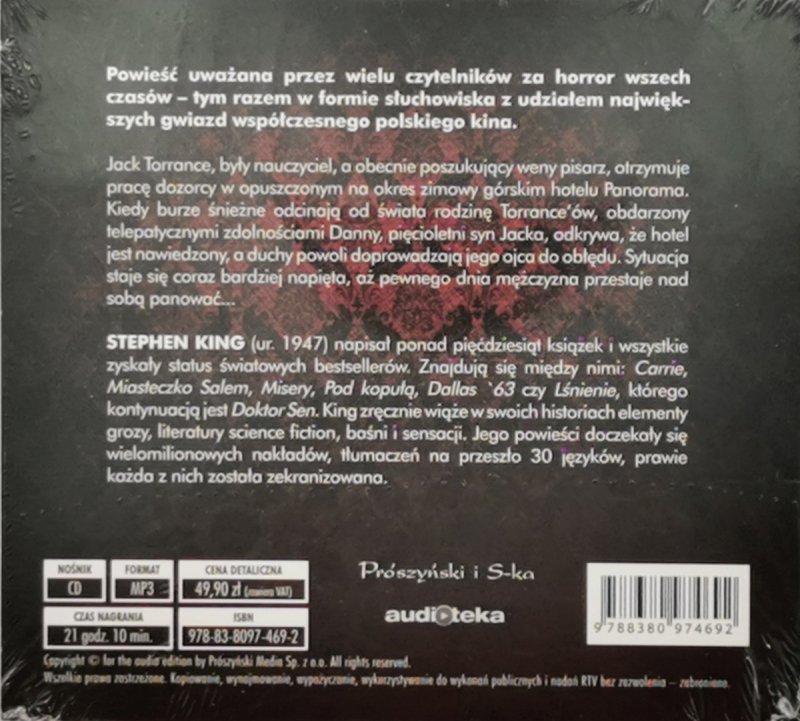 Powieść uważana przez wielu czytelników za horror wszech
czasów – tym razem w formie słuchowiska z udziałem najwięk-
szych gwiazd współczesnego polskiego kina.
Jack Torrance, były nauczyciel, a obecnie poszukujący weny pisarz, otrzymuje
pracę dozorcy w opuszczonym na okres zimowy górskim hotelu Panorama.
Kiedy burze śnieżne odcinają od świata rodzinę Torrance'ów, obdarzony
telepatycznymi zdolnościami Danny, pięcioletni syn Jacka, odkrywa, że hotel
jest nawiedzony, a duchy powoli doprowadzają jego ojca do obłędu. Sytuacja
staje się coraz bardziej napięta, aż pewnego dnia mężczyzna przestaje nad
sobą panować...
STEPHEN KING (ur. 1947) napisał ponad pięćdziesiąt książek i wszystkie
zyskały status światowych bestsellerów. Znajdują się między nimi: Carrie,
Miasteczko Salem, Misery, Pod kopułą, Dallas '63 czy Lśnienie, którego
kontynuacją jest Doktor Sen. King zręcznie wiąże w swoich historiach elementy
grozy, literatury science fiction, baśni i sensacji. Jego powieści doczekały się
wielomilionowych nakładów, tłumaczeń na przeszło 30 języków, prawie
każda z nich została zekranizowana.
NOŚNIK FORMAT CENA DETALICZNA
CD MP3 49,90 zł (zawiera VAT)
CZAS NAGRANIA ISBN
21 godz. 10 min. 978-83-8097-469-2
Prószyński i S-ka
audioteka
9 788380 974692
Copyright © for the audio edition by Prószyński Media Sp. z o.o. All rights reserved.
Wszelkie prawa zastrzeżone. Kopiowanie, wynajmowanie, wypożyczanie, wykorzystywanie do wykonań publicznych i nadań RTV bez zezwolenia – zabronione.